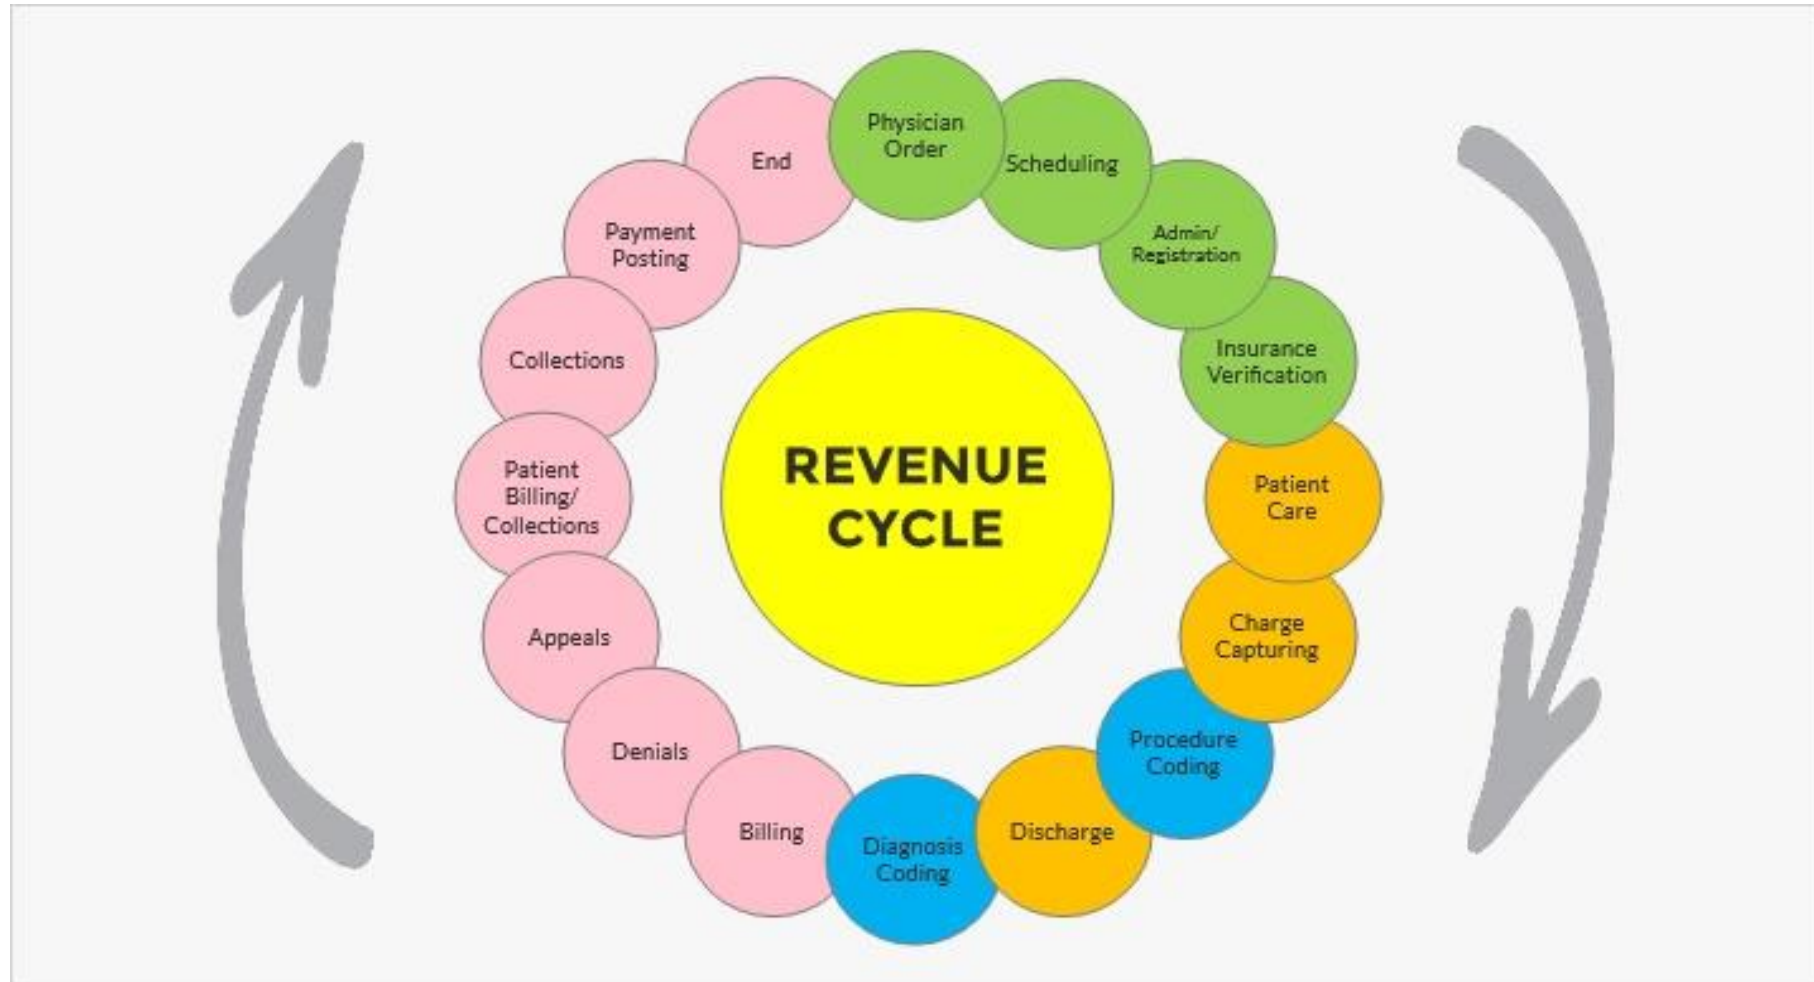 Physician
Order
Scheduling
Admin/
Registration
Insurance
Verification
Patient
Care
Charge
Capturing
Procedure
Coding
Discharge
Diagnosis
Coding
Billing
Denials
Appeals
Patient
Billing/
Collections
Collections
Payment
Posting
End
REVENUE
CYCLE